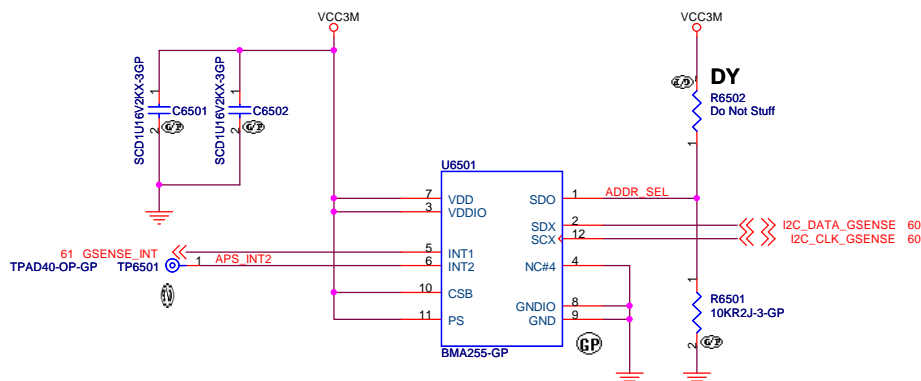 VCC3M
VCC3M
SCD1U16V2KX-3GP
1
2
C6501
G/P
SCD1U16V2KX-3GP
1
2
C6502
G/P
DY
2
R6502
Do Not Stuff
1
U6501
7 VDD
3 VDDIO
SDO 1 ADDR_SEL
SDX 2 I2C_DATA_GSENSE 60
SCX 12 I2C_CLK_GSENSE 60
61 GSENSE_INT 5 INT1
TPAD40-OP-GP TP6501 1 APS_INT2 6 INT2
NC#4 4
10 CSB
GNDIO 8
GND 9
11 PS
BMA255-GP
GP
1
R6501
10KR2J-3-GP
2
G/P